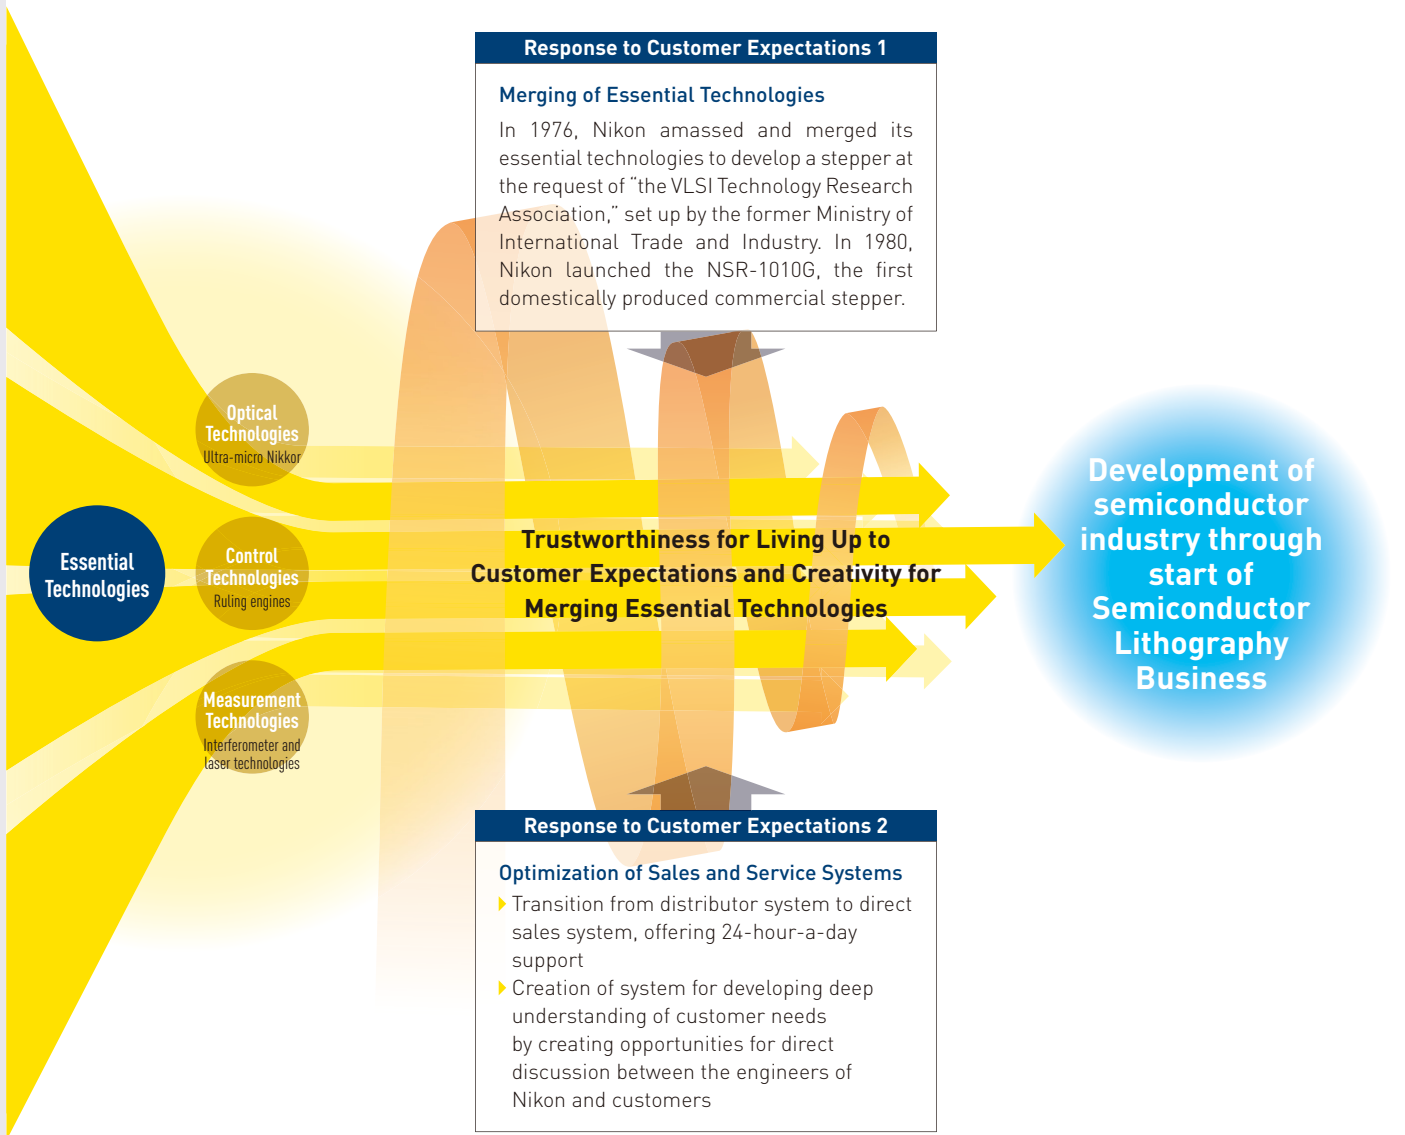 Response to Customer Expectations 1
Merging of Essential Technologies
In 1976, Nikon amassed and merged its
essential technologies to develop a stepper at
the request of “the VLSI Technology Research
Association,” set up by the former Ministry of
International Trade and Industry. In 1980,
Nikon launched the NSR-1010G, the first
domestically produced commercial stepper.
Essential
Technologies
Optical
Technologies
Ultra-micro Nikkor
Control
Technologies
Ruling engines
Measurement
Technologies
Interferometer and
laser technologies
Trustworthiness for Living Up to
Customer Expectations and Creativity for
Merging Essential Technologies
Development of
semiconductor
industry through
start of
Semiconductor
Lithography
Business
Response to Customer Expectations 2
Optimization of Sales and Service Systems
Transition from distributor system to direct
sales system, offering 24-hour-a-day
support
Creation of system for developing deep
understanding of customer needs
by creating opportunities for direct
discussion between the engineers of
Nikon and customers